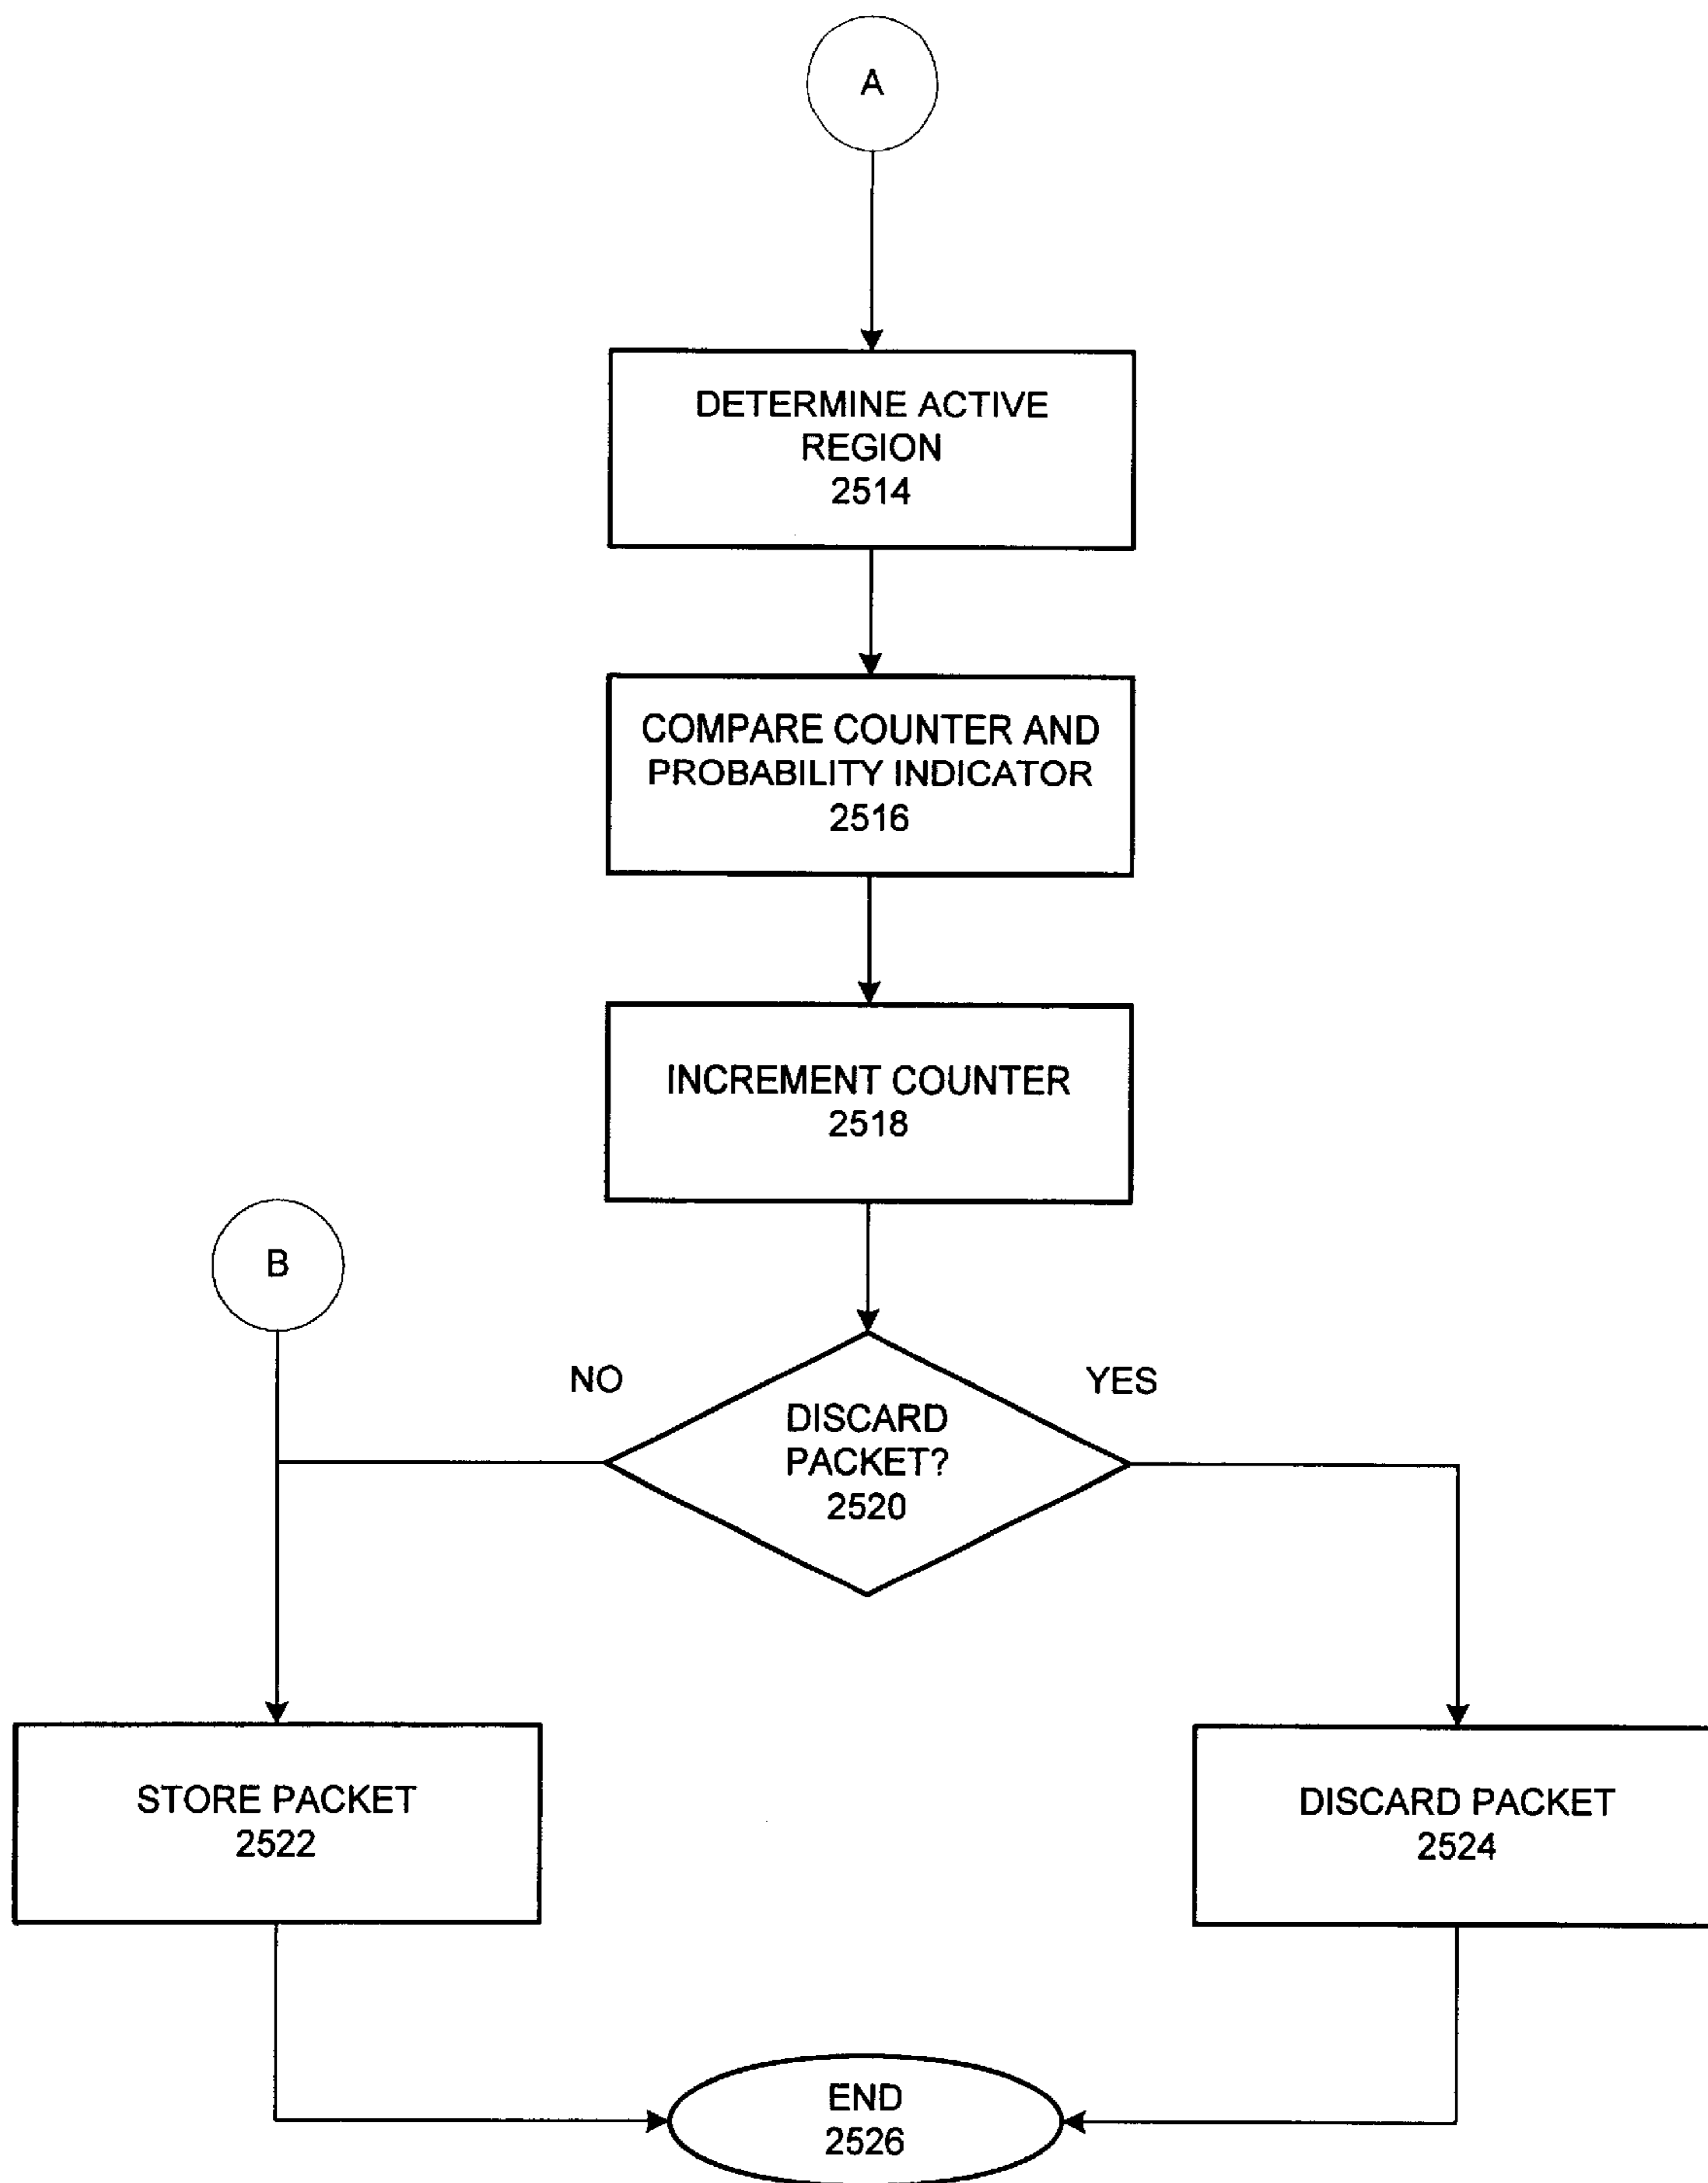 A
DETERMINE ACTIVE
REGION
2514
COMPARE COUNTER AND
PROBABILITY INDICATOR
2516
INCREMENT COUNTER
2518
B
NO
YES
DISCARD
PACKET?
2520
STORE PACKET
2522
DISCARD PACKET
2524
END
2526